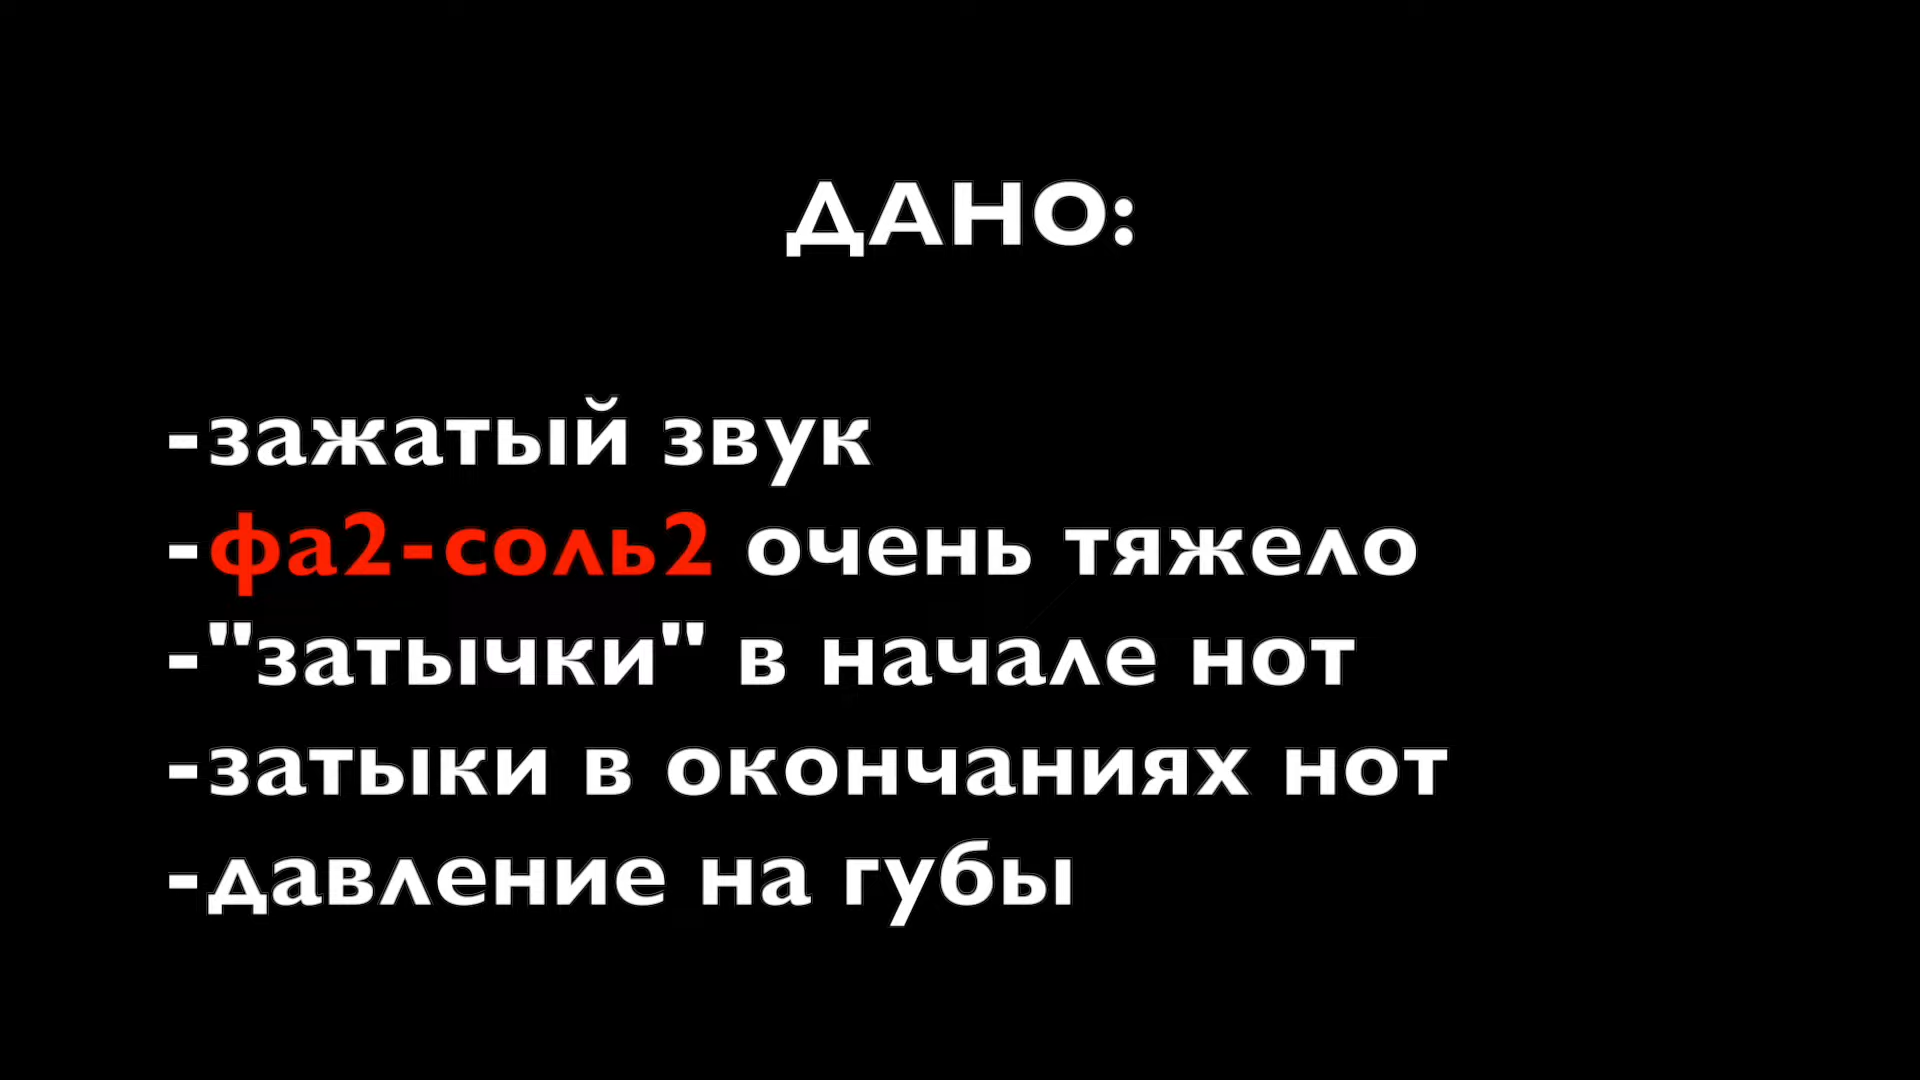 ДАНО:
-зажатый звук
-фа2-соль2 очень тяжело
-"затычки" в начале нот
-затыки в окончаниях нот
-давление на губы